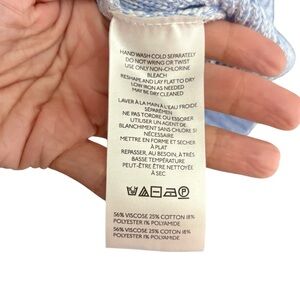 HAND WASH COLD SEPARATELY
DO NOT WRING OR TWIST
USE ONLY NON-CHLORINE
BLEACH
RESHAPE AND LAY FLAT TO DRY
LOW IRON AS NEEDED
MAY BE DRY CLEANED
LAVER À LA MAIN À L'EAU FROIDE
SÉPARÉMEN
NE PAS TORDRE OU ESSORER
UTILISER UN AGENT DE
BLANCHIMENT SANS CHLORE SI
NÉCESSAIRE
METTRE EN FORME ET SÉCHER
À PLAT
REPASSER, AU BESOIN, À TRÈS
BASSE TEMPÉRATURE
PEUT-ÊTRE ÊTRE NETTOYÉE
À SEC
56% VISCOSE 25% COTTON 18%
POLYESTER 1% POLYAMIDE
56% VISCOSE 25% COTON 18%
POLYESTER 1% POLYAMIDE